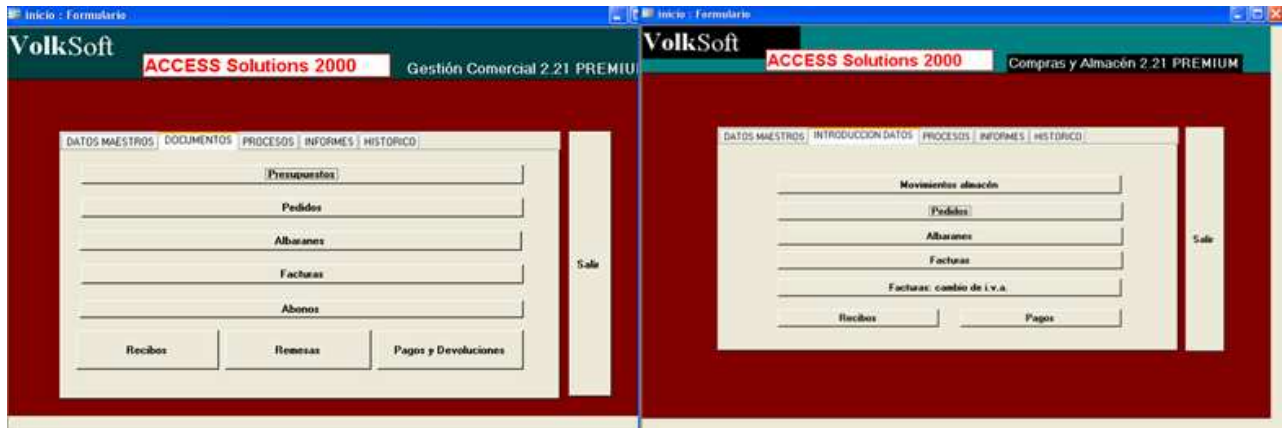 Inicio : Formulario
VolkSoft
ACCESS Solutions 2000
Gestión Comercial 2.21 PREMIU
DATOS MAESTROS DOCUMENTOS PROCESOS INFORMES HISTORICO
Presupuestos
Pedidos
Albaranes
Facturas
Abonos
Recibos Remesas Pagos y Devoluciones
Salir
Inicio : Formulario
VolkSoft
ACCESS Solutions 2000
Compras y Almacén 2.21 PREMIUM
DATOS MAESTROS INTRODUCCION DATOS PROCESOS INFORMES HISTORICO
Movimientos almacén
Pedidos
Albaranes
Facturas
Facturas: cambio de i.v.a.
Recibos Pagos
Salir